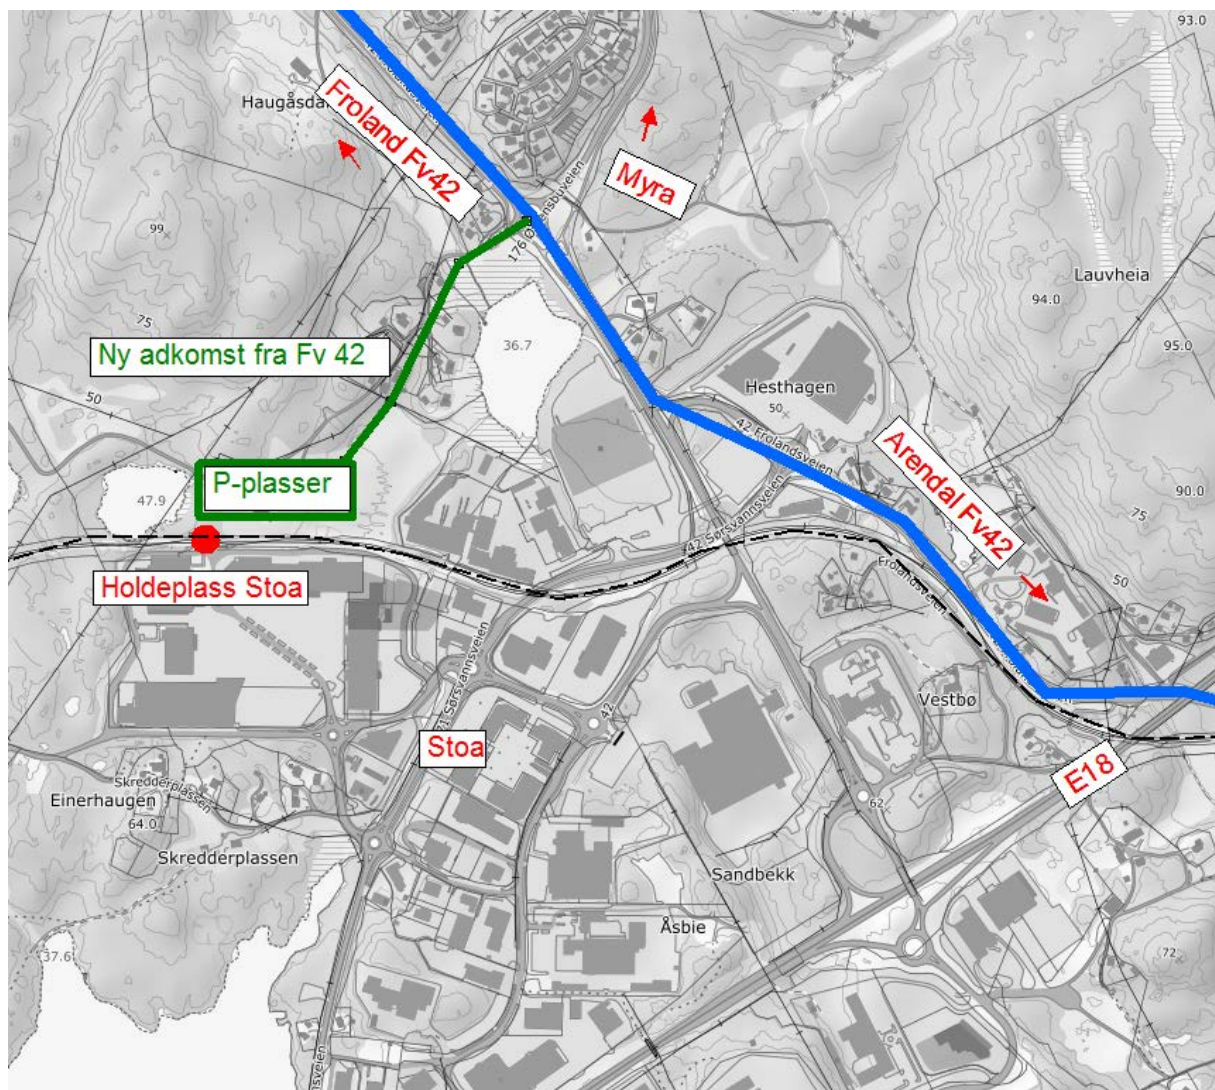 93.0
Haugåsda
Froland Fv42
Myra
99
Lauvheia
94.0
75
36.7
Ny adkomst fra Fv 42
95.0
Hesthagen
50
50
42 Frolandsveien
Arendal Fv42
P-plasser
47.9
90.0
75
42 Sørsvannsveien
Frolandsveien
50
Holdeplass Stoa
Sørsvannsveien
Vestbø
42
Stoa
E18
Skredderplassen
Einerhaugen
64.0
62
Skredderplassen
Sandbekk
Åsbie
37.6
72
Sørsvannsveien